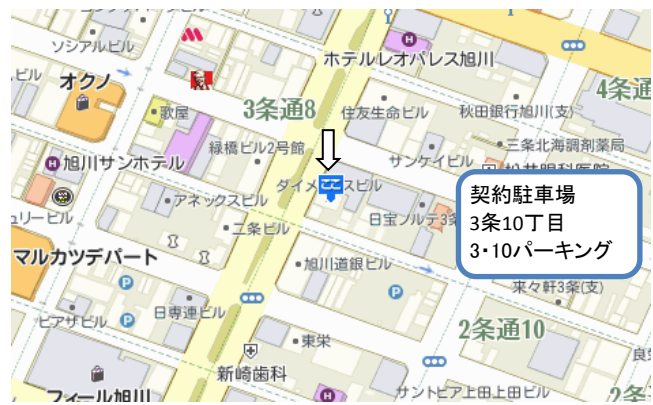 ソシアルビル
ホテルレオパレス旭川
ビル
オクノ
4条通
歌屋
3条通8
住友生命ビル
秋田銀行旭川(支)
緑橋ビル2号館
三条北海調剤薬局
旭川サンホテル
サンケイビル
アネックスビル
日宝ノルテ3条
契約駐車場
3条10丁目
3・10パーキング
二条ビル
マルカツデパート
旭川道銀ビル
来々軒3条(支)
日専連ビル
ピアザビル
2条通10
東栄
新崎歯科
フィール旭川
サントピア上田上田ビル
2条